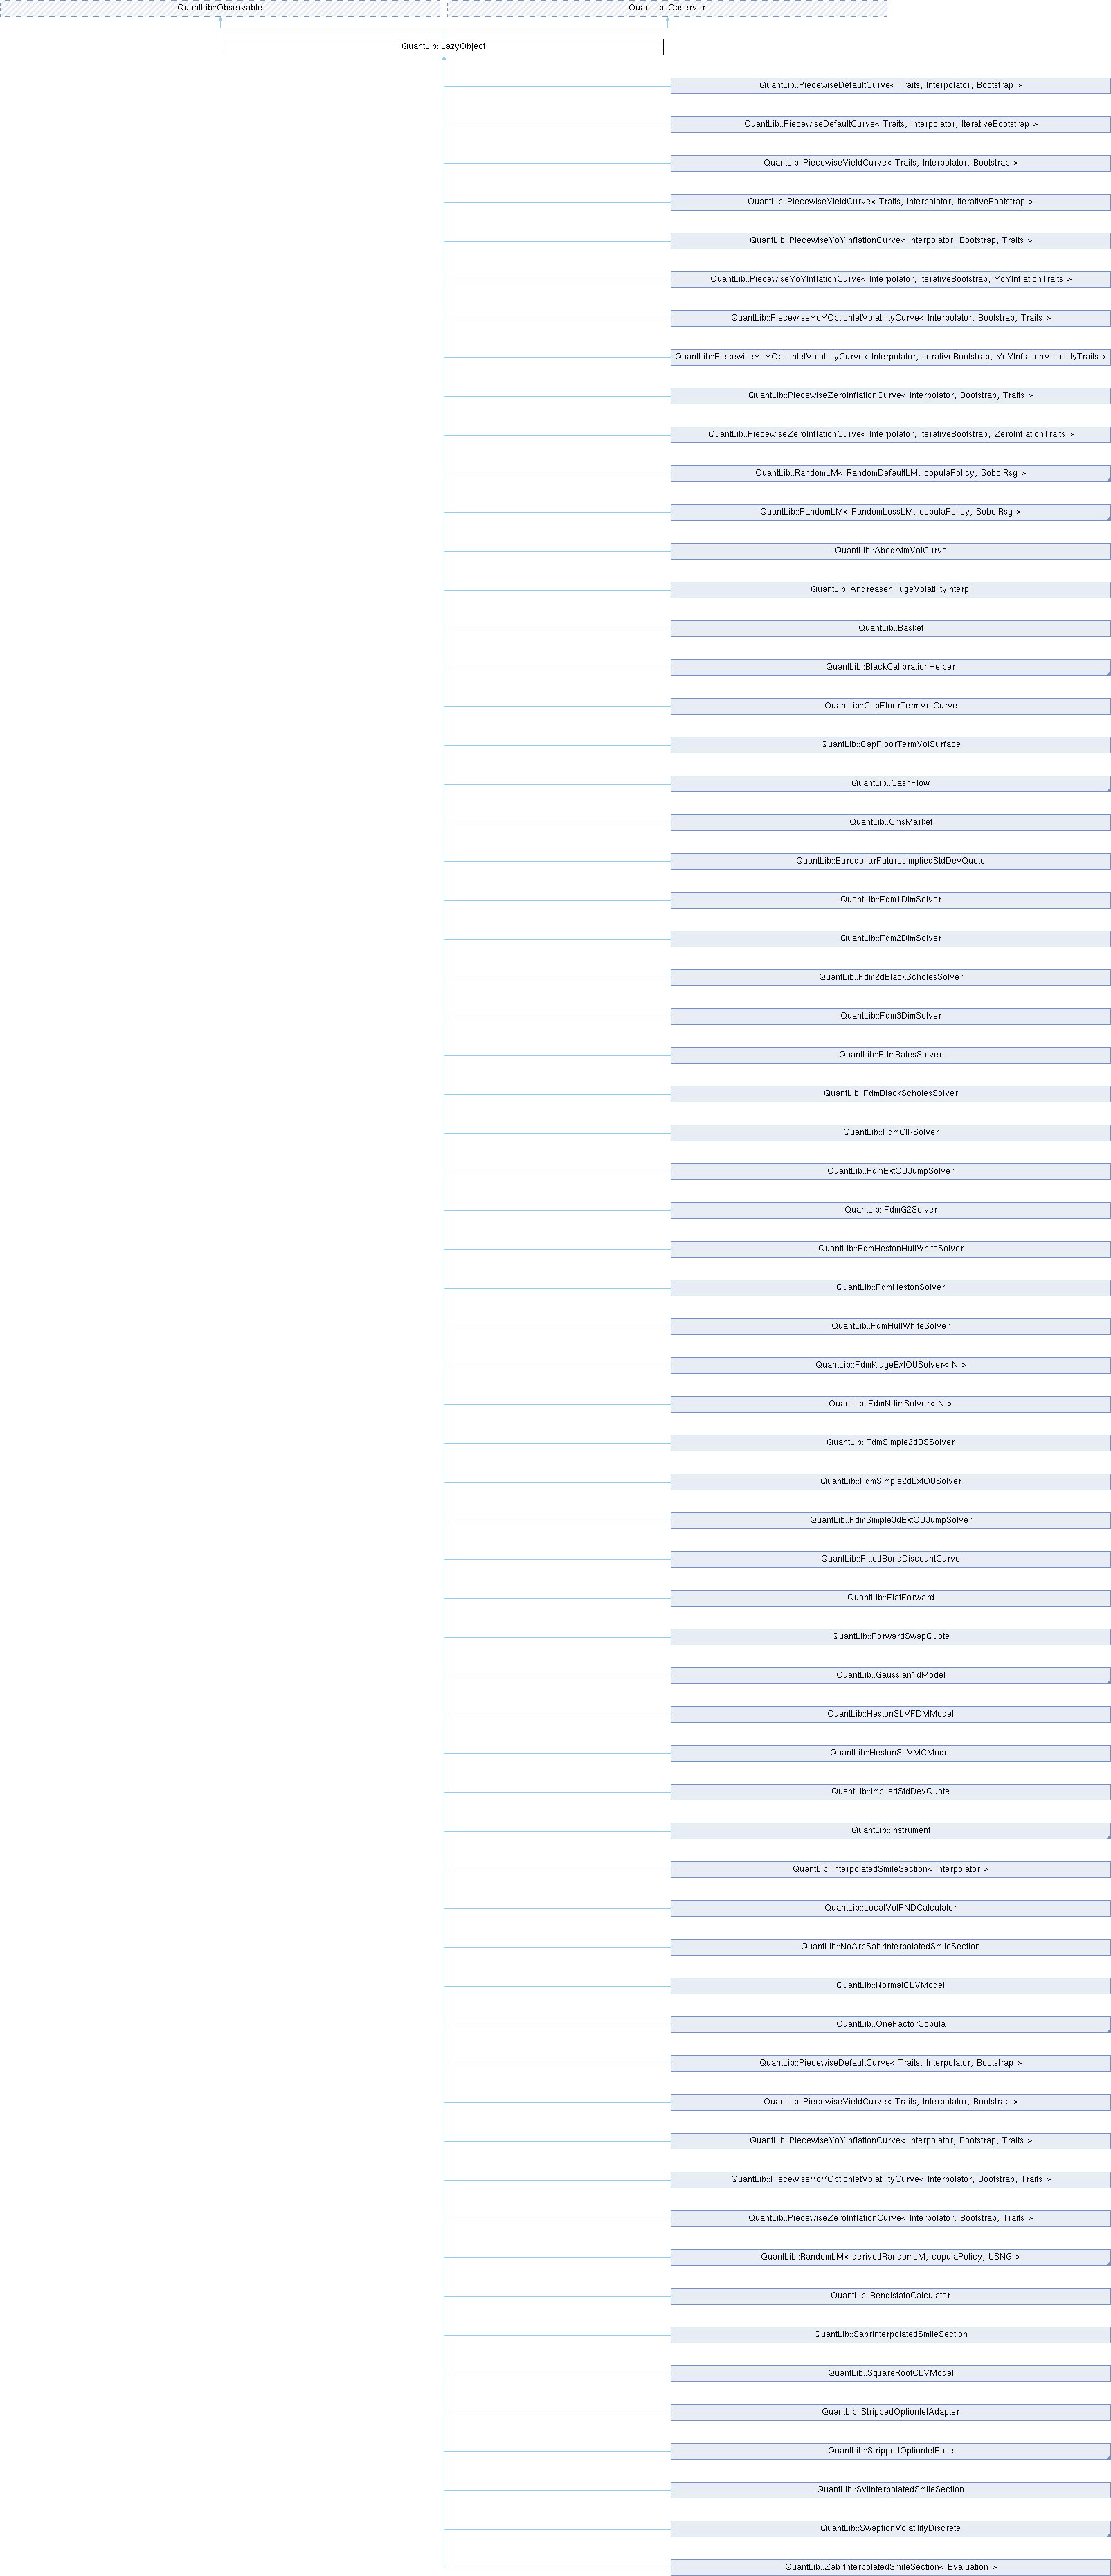 QuantLib::Observable
QuantLib::Observer
QuantLib::LazyObject
QuantLib::PiecewiseDefaultCurve< Traits, Interpolator, Bootstrap >
QuantLib::PiecewiseDefaultCurve< Traits, Interpolator, IterativeBootstrap >
QuantLib::PiecewiseYieldCurve< Traits, Interpolator, Bootstrap >
QuantLib::PiecewiseYieldCurve< Traits, Interpolator, IterativeBootstrap >
QuantLib::PiecewiseYoYInflationCurve< Interpolator, Bootstrap, Traits >
QuantLib::PiecewiseYoYInflationCurve< Interpolator, IterativeBootstrap, YoYInflationTraits >
QuantLib::PiecewiseYoYOptionletVolatilityCurve< Interpolator, Bootstrap, Traits >
QuantLib::PiecewiseYoYOptionletVolatilityCurve< Interpolator, IterativeBootstrap, YoYInflationVolatilityTraits >
QuantLib::PiecewiseZeroInflationCurve< Interpolator, Bootstrap, Traits >
QuantLib::PiecewiseZeroInflationCurve< Interpolator, IterativeBootstrap, ZeroInflationTraits >
QuantLib::RandomLM< RandomDefaultLM, copulaPolicy, SobolRsg >
QuantLib::RandomLM< RandomLossLM, copulaPolicy, SobolRsg >
QuantLib::AbcdAtmVolCurve
QuantLib::AndreasenHugeVolatilityInterpl
QuantLib::Basket
QuantLib::BlackCalibrationHelper
QuantLib::CapFloorTermVolCurve
QuantLib::CapFloorTermVolSurface
QuantLib::CashFlow
QuantLib::CmsMarket
QuantLib::EurodollarFuturesImpliedStdDevQuote
QuantLib::Fdm1DimSolver
QuantLib::Fdm2DimSolver
QuantLib::Fdm2dBlackScholesSolver
QuantLib::Fdm3DimSolver
QuantLib::FdmBatesSolver
QuantLib::FdmBlackScholesSolver
QuantLib::FdmCIRSolver
QuantLib::FdmExtOUJumpSolver
QuantLib::FdmG2Solver
QuantLib::FdmHestonHullWhiteSolver
QuantLib::FdmHestonSolver
QuantLib::FdmHullWhiteSolver
QuantLib::FdmKlugeExtOUSolver< N >
QuantLib::FdmNdimSolver< N >
QuantLib::FdmSimple2dBSSolver
QuantLib::FdmSimple2dExtOUSolver
QuantLib::FdmSimple3dExtOUJumpSolver
QuantLib::FittedBondDiscountCurve
QuantLib::FlatForward
QuantLib::ForwardSwapQuote
QuantLib::Gaussian1dModel
QuantLib::HestonSLVFDMModel
QuantLib::HestonSLVMCModel
QuantLib::ImpliedStdDevQuote
QuantLib::Instrument
QuantLib::InterpolatedSmileSection< Interpolator >
QuantLib::LocalVolRNDCalculator
QuantLib::NoArbSabrInterpolatedSmileSection
QuantLib::NormalCLVModel
QuantLib::OneFactorCopula
QuantLib::PiecewiseDefaultCurve< Traits, Interpolator, Bootstrap >
QuantLib::PiecewiseYieldCurve< Traits, Interpolator, Bootstrap >
QuantLib::PiecewiseYoYInflationCurve< Interpolator, Bootstrap, Traits >
QuantLib::PiecewiseYoYOptionletVolatilityCurve< Interpolator, Bootstrap, Traits >
QuantLib::PiecewiseZeroInflationCurve< Interpolator, Bootstrap, Traits >
QuantLib::RandomLM< derivedRandomLM, copulaPolicy, USNG >
QuantLib::RendistatoCalculator
QuantLib::SabrInterpolatedSmileSection
QuantLib::SquareRootCLVModel
QuantLib::StrippedOptionletAdapter
QuantLib::StrippedOptionletBase
QuantLib::SviInterpolatedSmileSection
QuantLib::SwaptionVolatilityDiscrete
QuantLib::ZabrInterpolatedSmileSection< Evaluation >